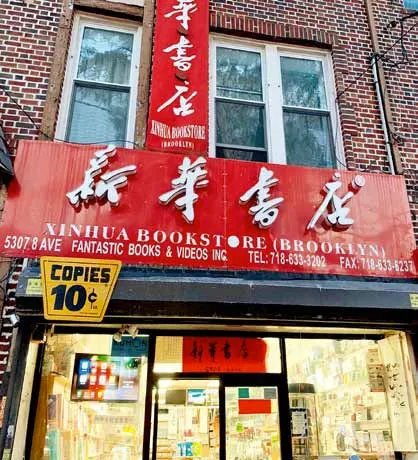 華
書
店
XINHUA BOOKSTORE
(BROOKLYN)
新華書店®
XINHUA BOOKSTORE (BROOKLYN)
5307 8 AVE FANTASTIC BOOKS & VIDEOS INC. TEL: 718-633-3202 FAX: 718-633-6237
COPIES
10¢
新華書店